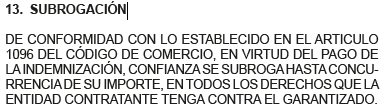 13. SUBROGACIÓN
DE CONFORMIDAD CON LO ESTABLECIDO EN EL ARTICULO
1096 DEL CÓDIGO DE COMERCIO, EN VIRTUD DEL PAGO DE
LA INDEMNIZACIÓN, CONFIANZA SE SUBROGA HASTA CONCU-
RRENCIA DE SU IMPORTE, EN TODOS LOS DERECHOS QUE LA
ENTIDAD CONTRATANTE TENGA CONTRA EL GARANTIZADO.